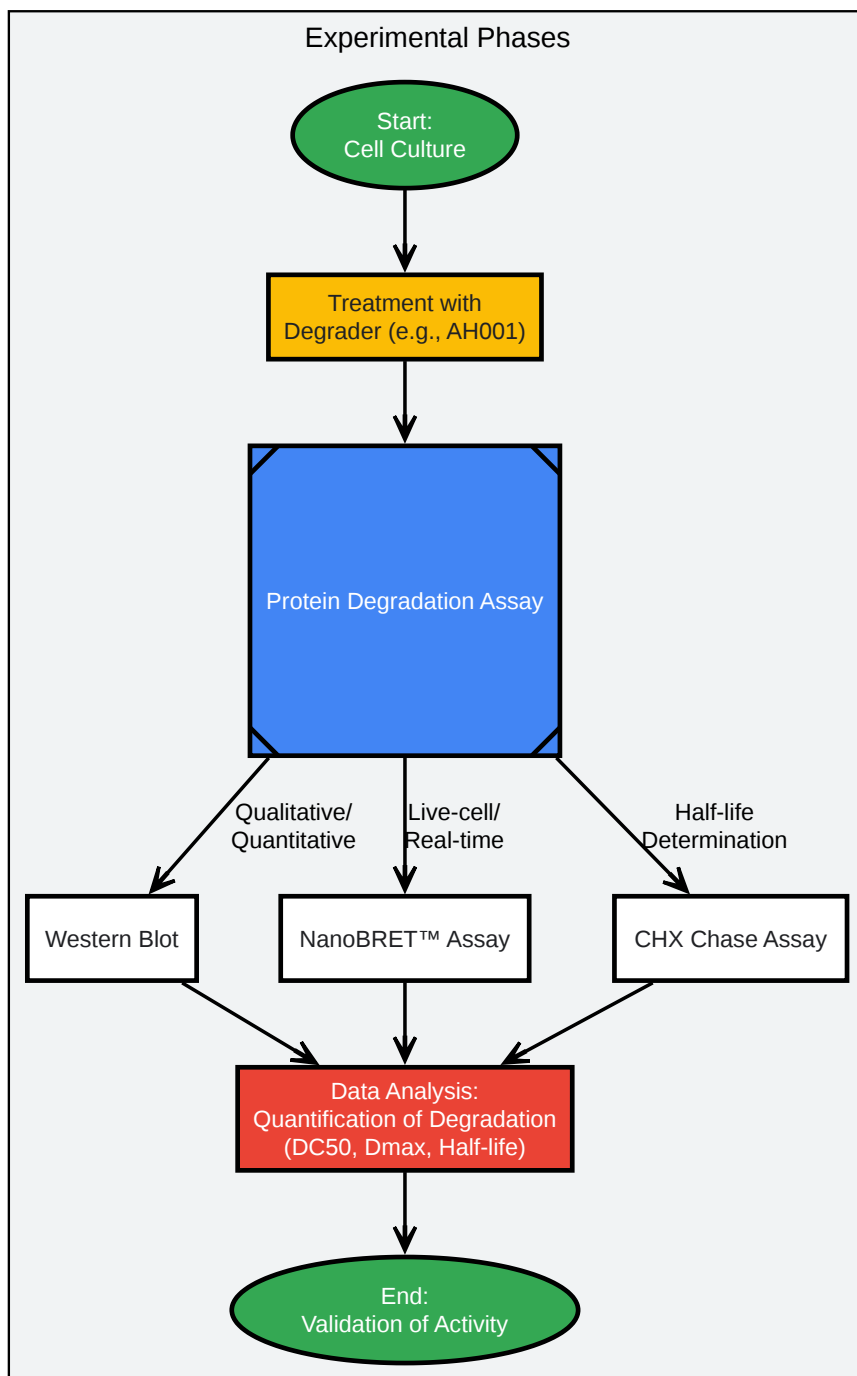 Experimental Phases
Start:
Cell Culture
Treatment with
Degrader (e.g., AH001)
Protein Degradation Assay
Qualitative/
Quantitative
Live-cell/
Real-time
Half-life
Determination
Western Blot
NanoBRET™ Assay
CHX Chase Assay
Data Analysis:
Quantification of Degradation
(DC50, Dmax, Half-life)
End:
Validation of Activity